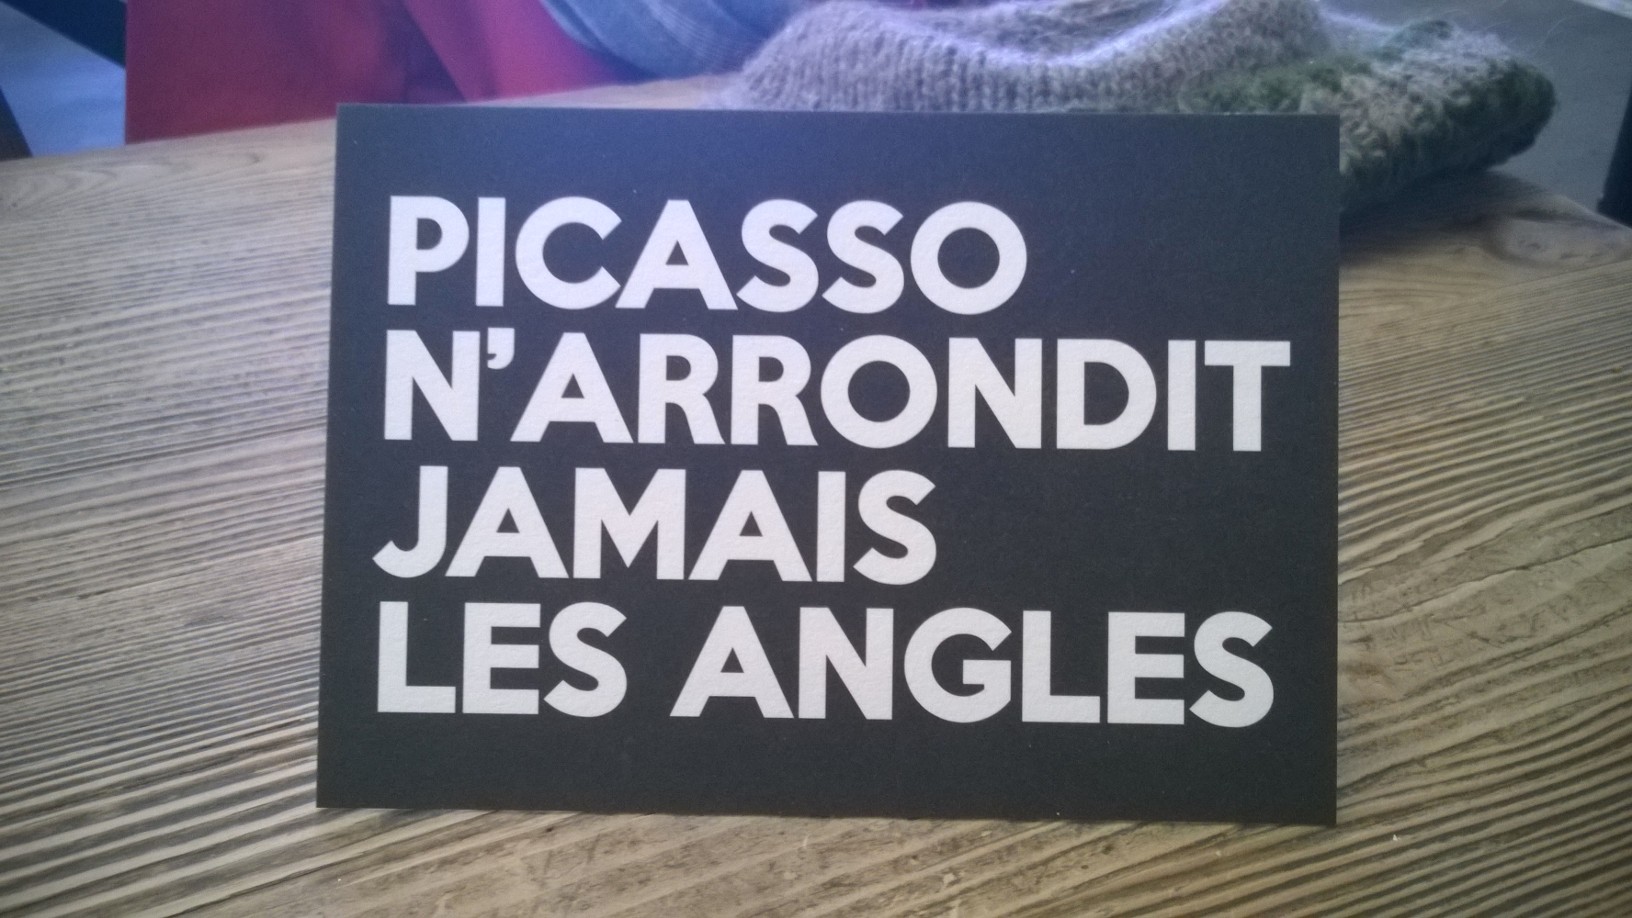 PICASSO
N’ARRONDIT
JAMAIS
LES ANGLES